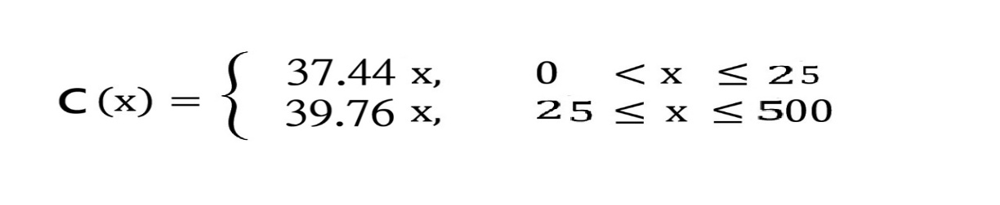 C (x) = { 37.44 x, 0 < x ≤ 25
39.76 x, 25 ≤ x ≤ 500